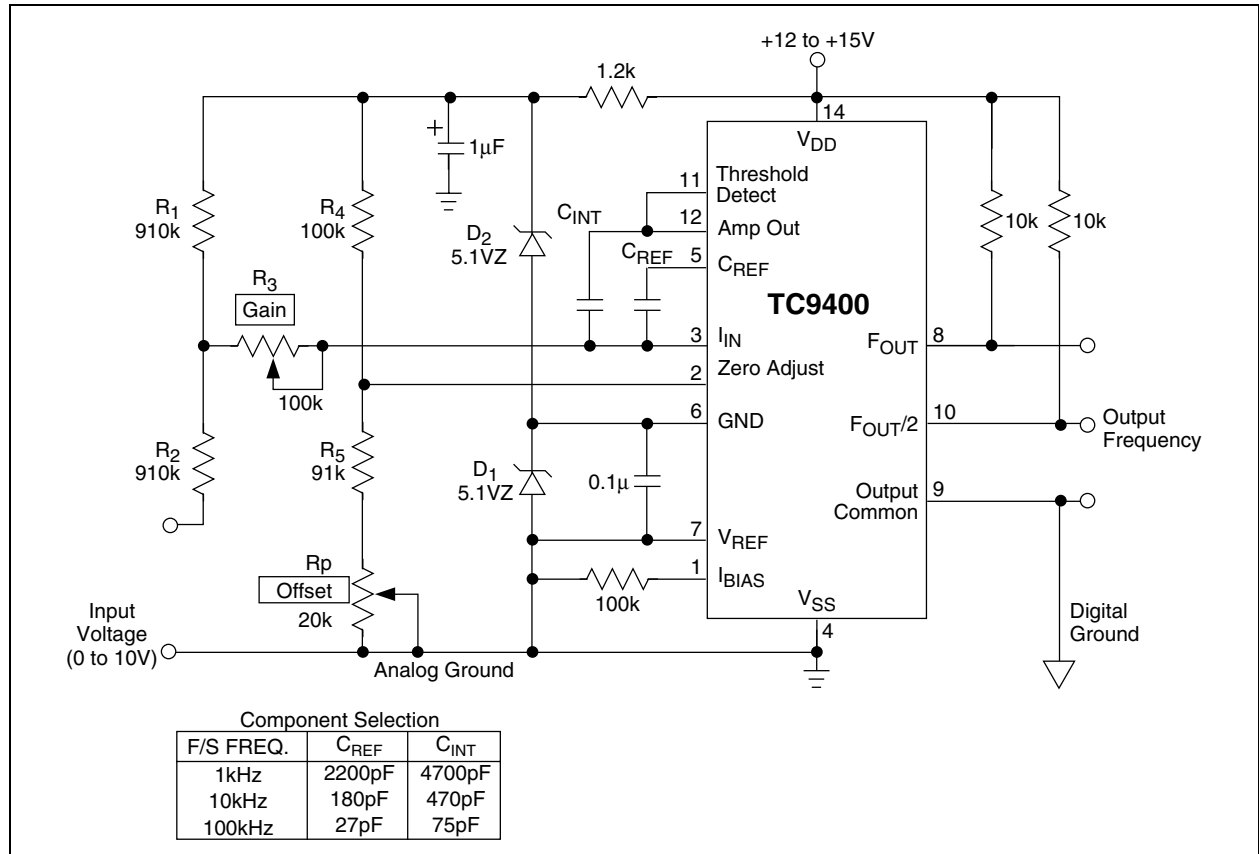 +12 to +15V
1.2k
14
VDD
+
1µF
11
Threshold
Detect
R1
910k
R4
100k
CINT
12
Amp Out
10k
10k
D2
5.1VZ
CREF
5
CREF
TC9400
R3
Gain
3
IIN
FOUT
8
100k
2
Zero Adjust
6
GND
FOUT/2
10
Output
Frequency
R2
910k
R5
91k
D1
5.1VZ
0.1µ
Output
Common
9
7
VREF
Rp
Offset
20k
1
IBIAS
100k
VSS
4
Input
Voltage
(0 to 10V)
Analog Ground
Digital
Ground
Component Selection
F/S FREQ. CREF CINT
1kHz 2200pF 4700pF
10kHz 180pF 470pF
100kHz 27pF 75pF